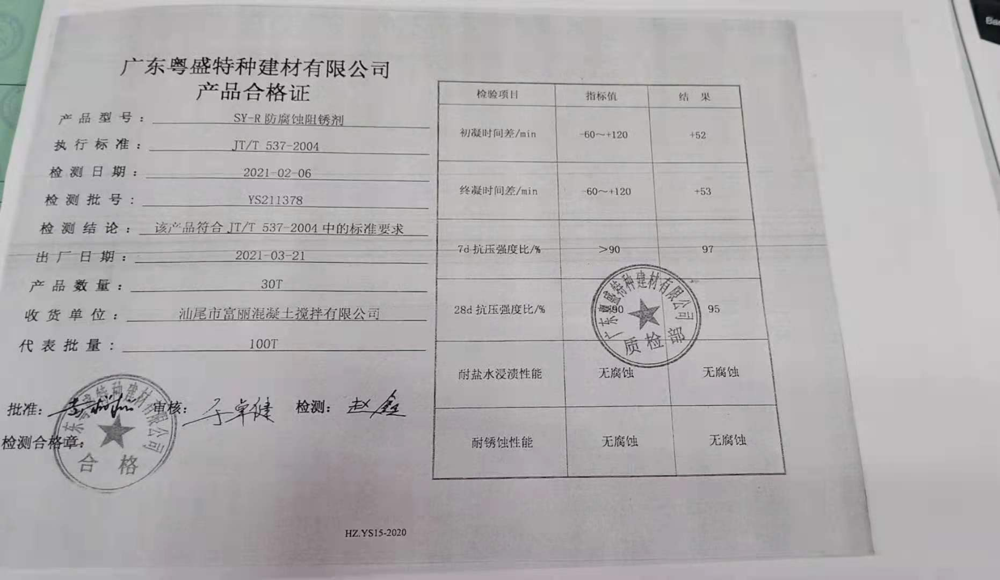 广东粤盛特种建材有限公司
产品合格证
产品型号： SY-R 防腐蚀阻锈剂
执行标准： JT/T 537-2004
检测日期： 2021-02-06
检测批号： YS211378
检测结论： 该产品符合 JT/T 537-2004 中的标准要求
出厂日期： 2021-03-21
产品数量： 30T
收货单位： 汕尾市富丽混凝土搅拌有限公司
代表批量： 100T
批准： 审核： 于卓健 检测： 赵鑫
检测合格章：
东粤盛特种建材有限公司
合格
检验项目 指标值 结 果
初凝时间差/min -60～+120 +52
终凝时间差/min -60～+120 +53
7d 抗压强度比/% >90 97
28d 抗压强度比/% 90 95
耐盐水浸渍性能 无腐蚀 无腐蚀
耐锈蚀性能 无腐蚀 无腐蚀
广东粤盛特种建材有限公司
质检部
HZ.YS15-2020
Bac